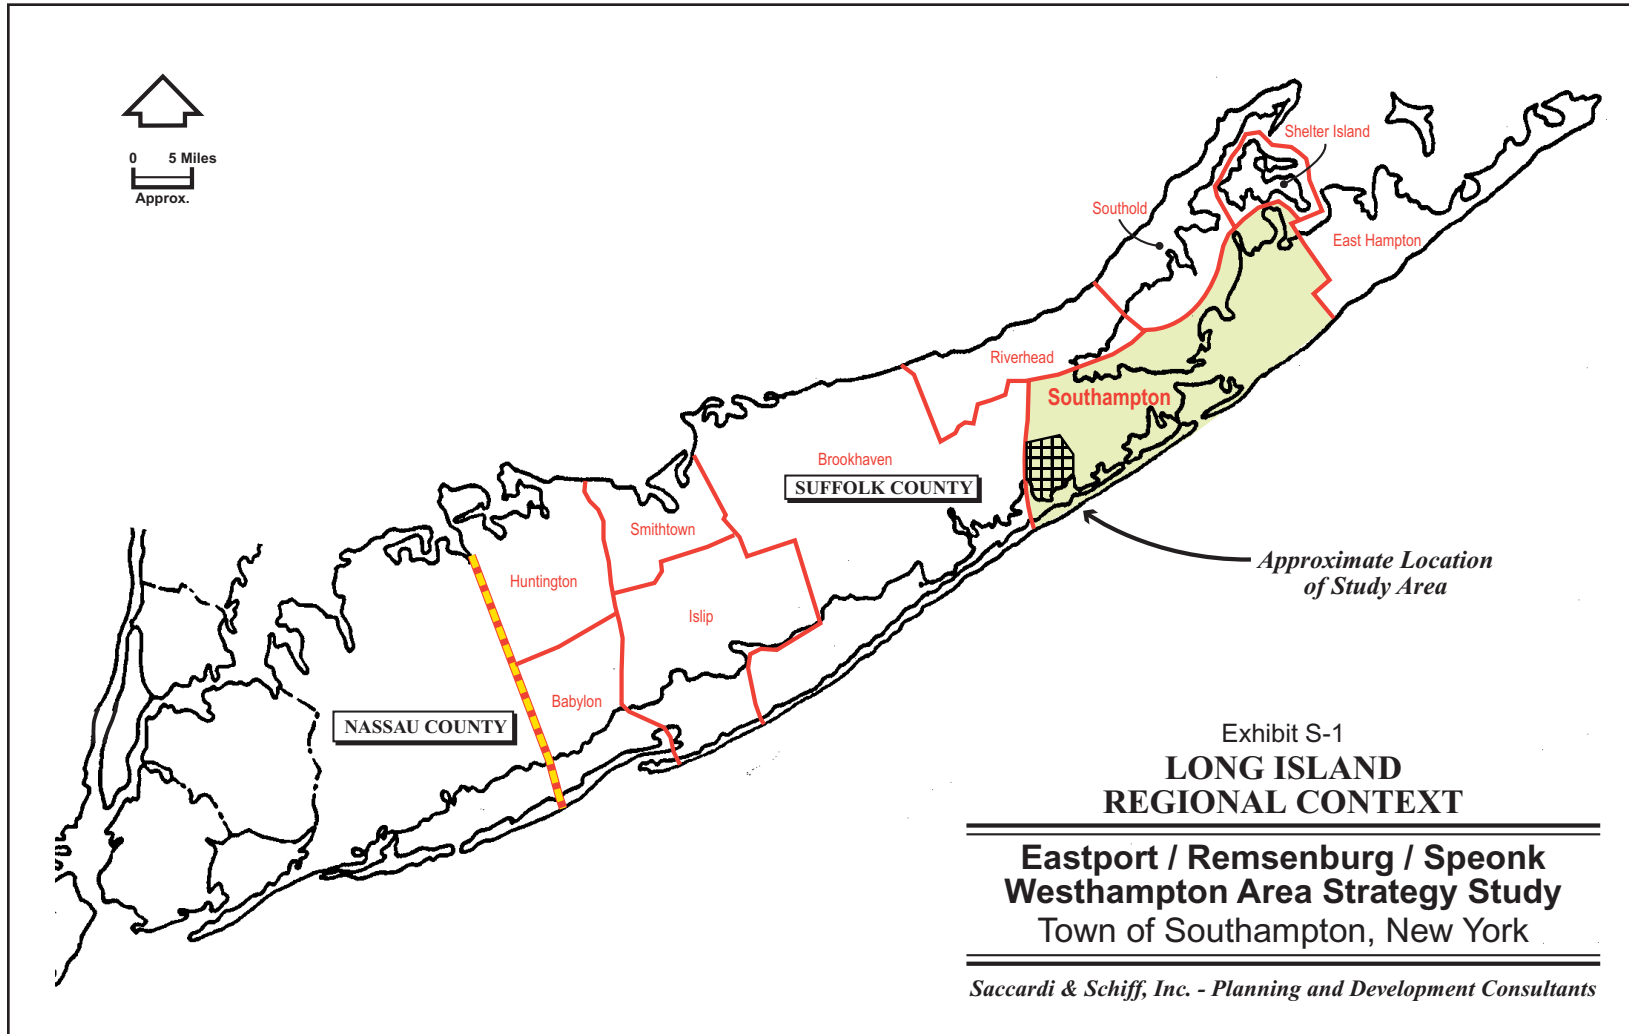 0 5 Miles
Approx.
Shelter Island
Southold
East Hampton
Riverhead
Southampton
Brookhaven
SUFFOLK COUNTY
Smithtown
Huntington
Islip
Babylon
NASSAU COUNTY
Approximate Location
of Study Area
Exhibit S-1
LONG ISLAND
REGIONAL CONTEXT
Eastport / Remsenburg / Speonk
Westhampton Area Strategy Study
Town of Southampton, New York
Saccardi & Schiff, Inc. - Planning and Development Consultants